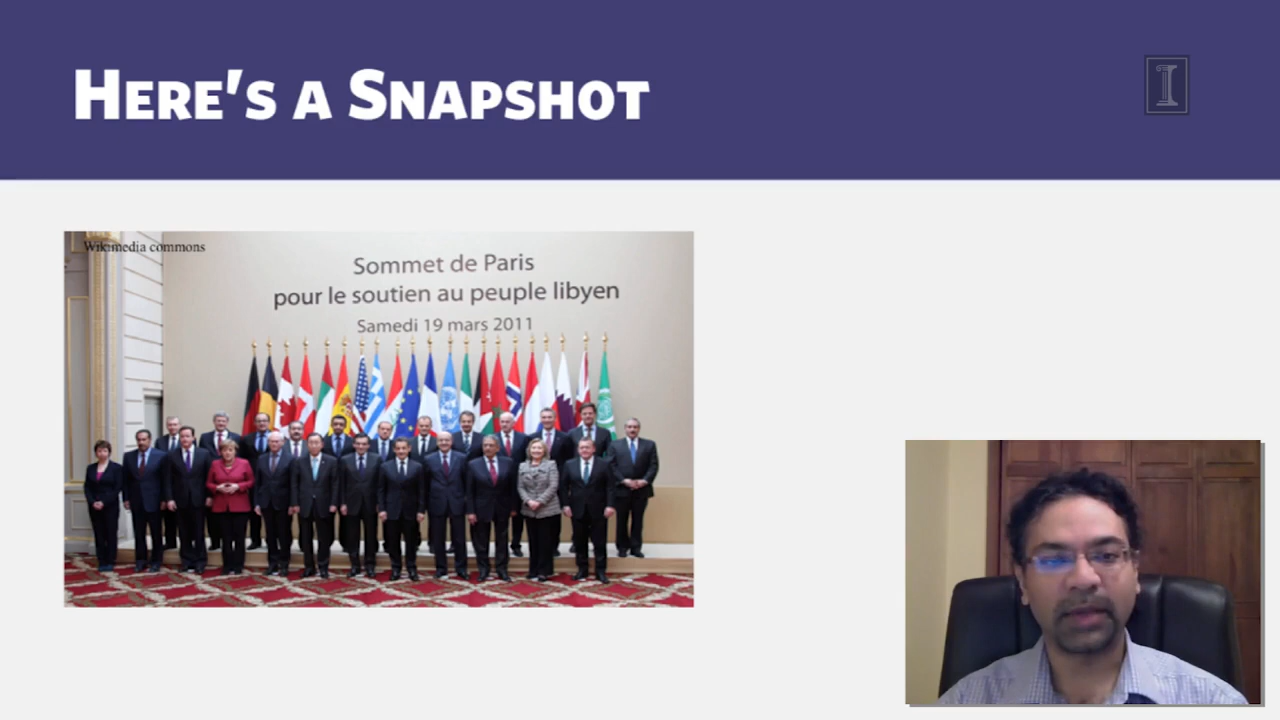 Here's a Snapshot
Wikimedia commons
Sommet de Paris
pour le soutien au peuple libyen
Samedi 19 mars 2011